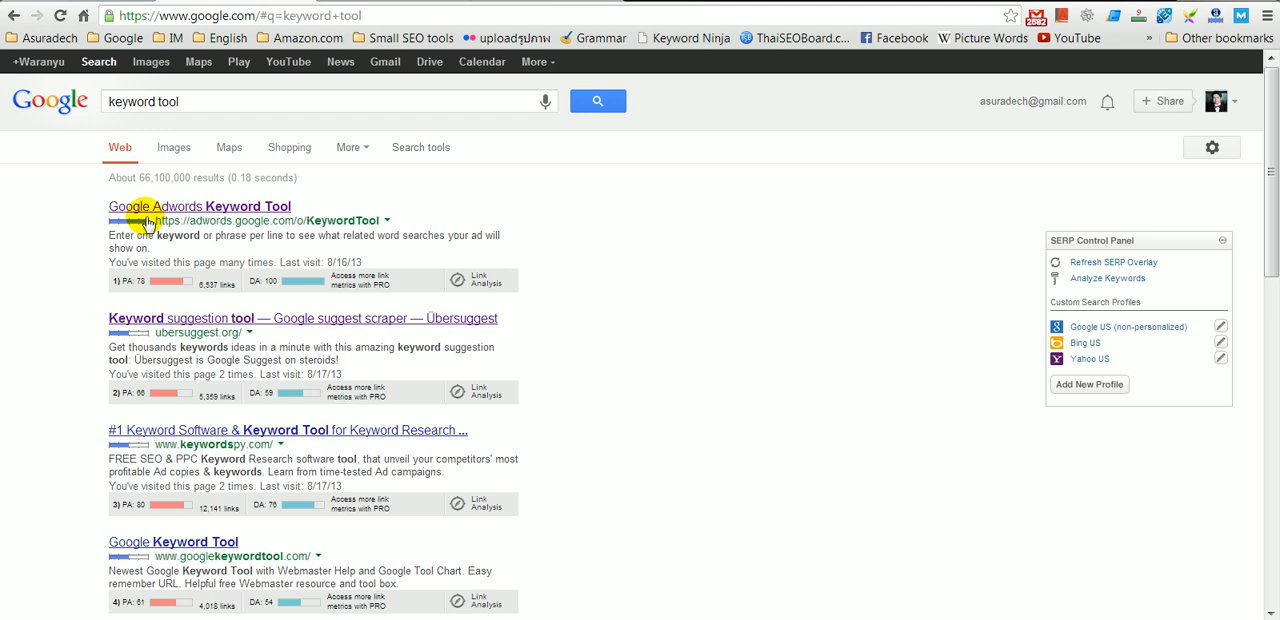 https://www.google.com/#q=keyword+tool
2582
9
M
Asuradech Google IM English Amazon.com Small SEO tools uploadรูปภาพ Grammar Keyword Ninja ThaiSEOBoard.c... Facebook W Picture Words YouTube » Other bookmarks
+Waranyu Search Images Maps Play YouTube News Gmail Drive Calendar More
Google keyword tool asuradech@gmail.com + Share
Web Images Maps Shopping More Search tools
About 66,100,000 results (0.18 seconds)
Google Adwords Keyword Tool
https://adwords.google.com/o/KeywordTool
Enter one keyword or phrase per line to see what related word searches your ad will
show on.
You've visited this page many times. Last visit: 8/16/13
1) PA: 78 6,537 links DA: 100 Access more link metrics with PRO Link Analysis
Keyword suggestion tool — Google suggest scraper — Übersuggest
ubersuggest.org/
Get thousands keywords ideas in a minute with this amazing keyword suggestion
tool: Übersuggest is Google Suggest on steroids!
You've visited this page 2 times. Last visit: 8/17/13
2) PA: 66 5,359 links DA: 59 Access more link metrics with PRO Link Analysis
#1 Keyword Software & Keyword Tool for Keyword Research ...
www.keywordspy.com/
FREE SEO & PPC Keyword Research software tool, that unveil your competitors' most
profitable Ad copies & keywords. Learn from time-tested Ad campaigns.
You've visited this page 2 times. Last visit: 8/17/13
3) PA: 80 12,141 links DA: 76 Access more link metrics with PRO Link Analysis
Google Keyword Tool
www.googlekeywordtool.com/
Newest Google Keyword Tool with Webmaster Help and Google Tool Chart. Easy
remember URL. Helpful free Webmaster resource and tool box.
4) PA: 61 4,018 links DA: 54 Access more link metrics with PRO Link Analysis
SERP Control Panel
Refresh SERP Overlay
Analyze Keywords
Custom Search Profiles
Google US (non-personalized)
Bing US
Yahoo US
Add New Profile